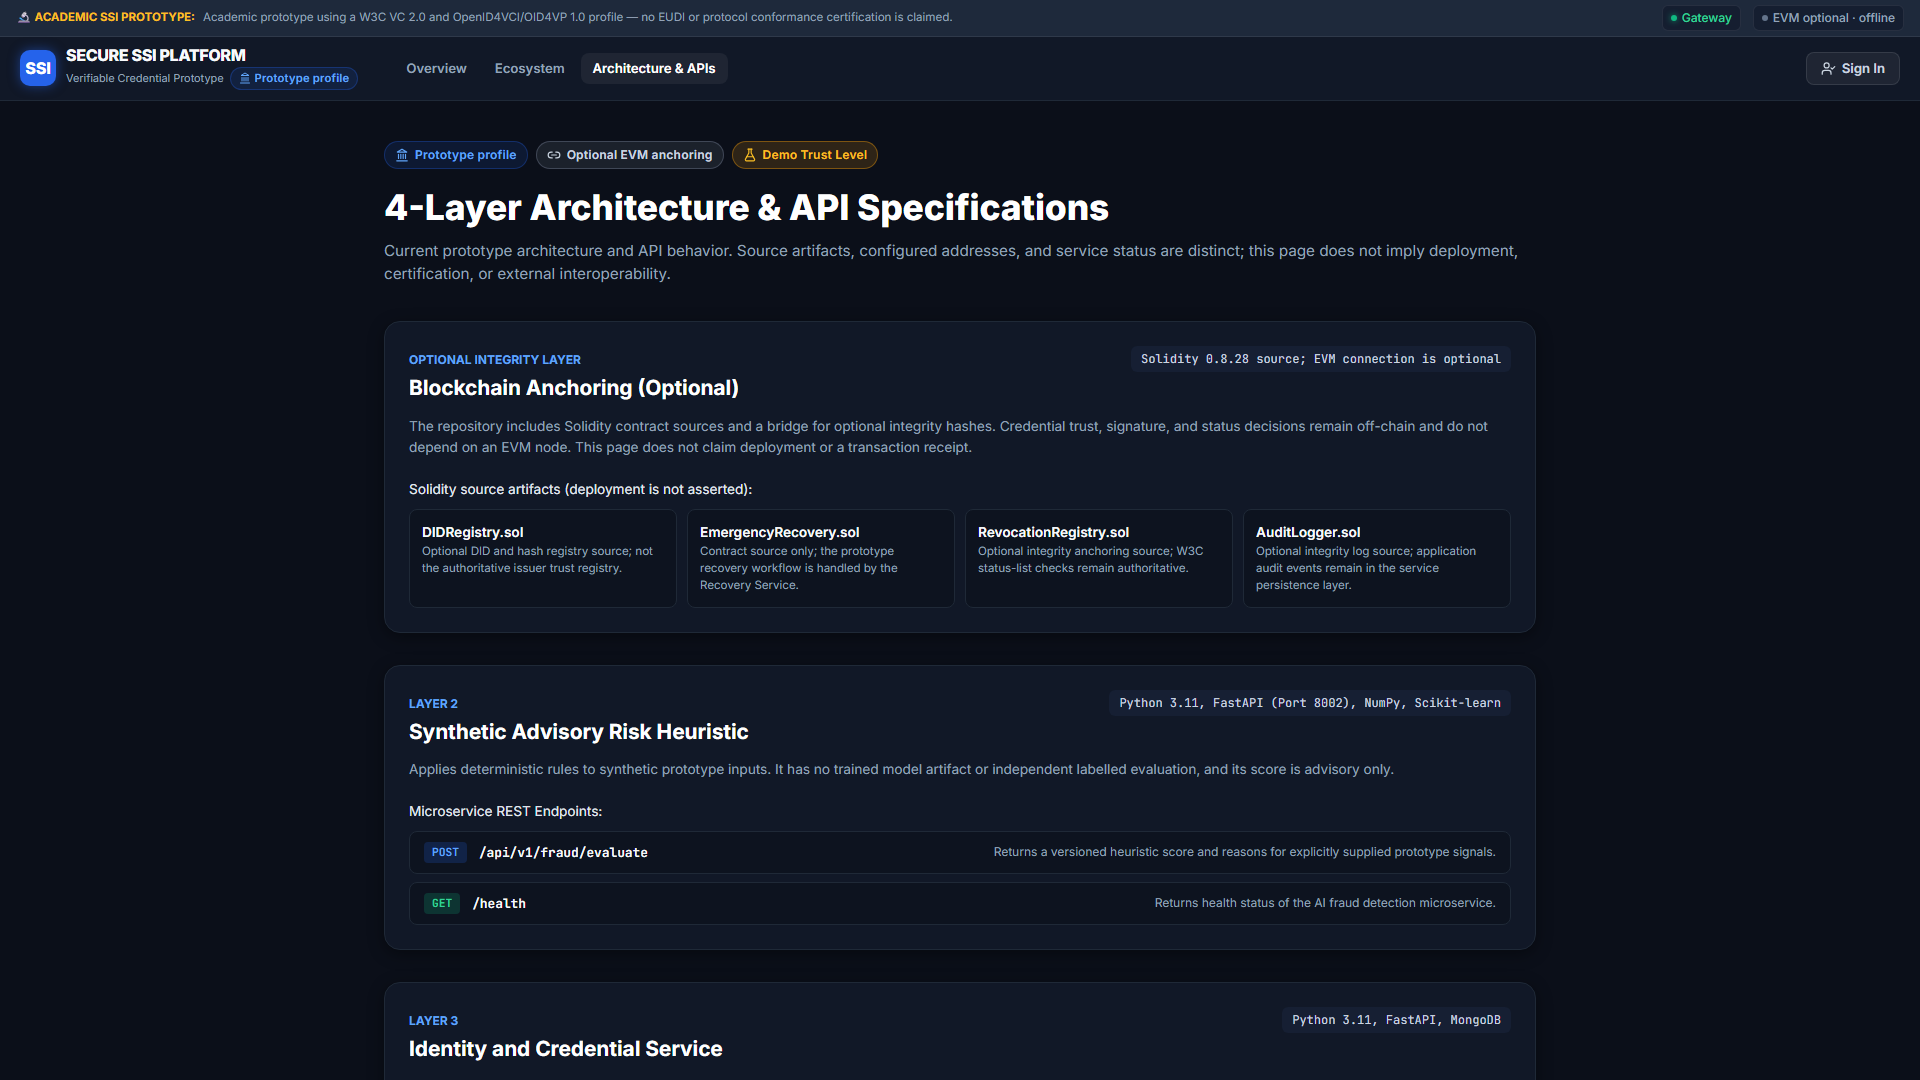 ACADEMIC SSI PROTOTYPE: Academic prototype using a W3C VC 2.0 and OpenID4VCI/OID4VP 1.0 profile — no EUDI or protocol conformance certification is claimed.
Gateway
EVM optional · offline
SSI
SECURE SSI PLATFORM
Verifiable Credential Prototype
Prototype profile
Overview
Ecosystem
Architecture & APIs
Sign In
Prototype profile
Optional EVM anchoring
Demo Trust Level
4-Layer Architecture & API Specifications
Current prototype architecture and API behavior. Source artifacts, configured addresses, and service status are distinct; this page does not imply deployment,
certification, or external interoperability.
OPTIONAL INTEGRITY LAYER
Solidity 0.8.28 source; EVM connection is optional
Blockchain Anchoring (Optional)
The repository includes Solidity contract sources and a bridge for optional integrity hashes. Credential trust, signature, and status decisions remain off-chain and do not
depend on an EVM node. This page does not claim deployment or a transaction receipt.
Solidity source artifacts (deployment is not asserted):
DIDRegistry.sol
Optional DID and hash registry source; not
the authoritative issuer trust registry.
EmergencyRecovery.sol
Contract source only; the prototype
recovery workflow is handled by the
Recovery Service.
RevocationRegistry.sol
Optional integrity anchoring source; W3C
status-list checks remain authoritative.
AuditLogger.sol
Optional integrity log source; application
audit events remain in the service
persistence layer.
LAYER 2
Python 3.11, FastAPI (Port 8002), NumPy, Scikit-learn
Synthetic Advisory Risk Heuristic
Applies deterministic rules to synthetic prototype inputs. It has no trained model artifact or independent labelled evaluation, and its score is advisory only.
Microservice REST Endpoints:
POST /api/v1/fraud/evaluate
Returns a versioned heuristic score and reasons for explicitly supplied prototype signals.
GET /health
Returns health status of the AI fraud detection microservice.
LAYER 3
Python 3.11, FastAPI, MongoDB
Identity and Credential Service